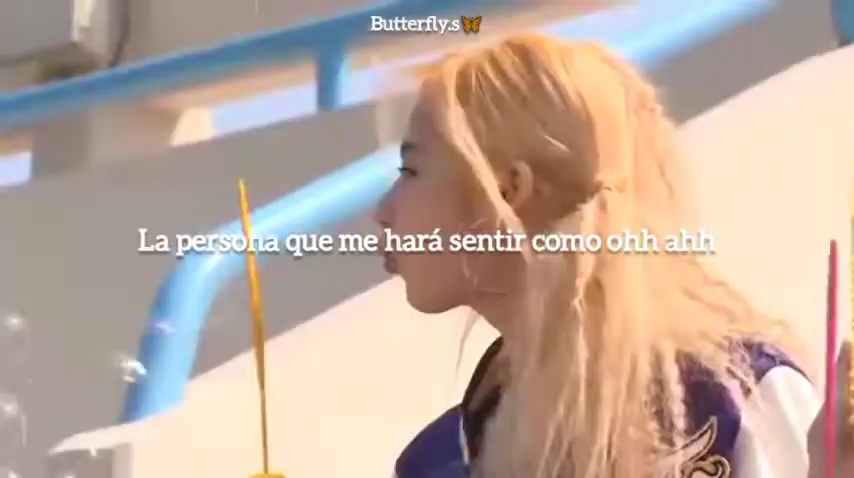 Butterfly.s🦋
La persona que me hará sentir como ohh ahh